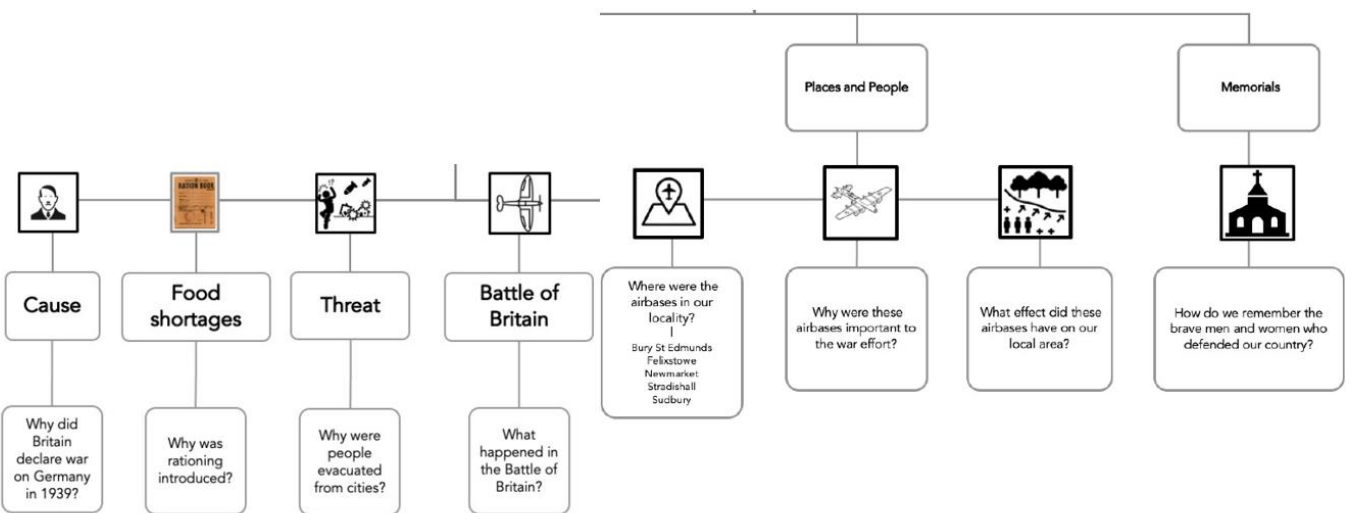 Places and People
Memorials
RATION BOOK
Cause
Food
shortages
Threat
Battle of
Britain
Why did
Britain
declare war
on Germany
in 1939?
Why was
rationing
introduced?
Why were
people
evacuated
from cities?
What
happened in
the Battle of
Britain?
Where were the
airbases in our
locality?
Bury St Edmunds
Felixstowe
Newmarket
Stradishall
Sudbury
Why were these
airbases important to
the war effort?
What effect did these
airbases have on our
local area?
How do we remember the
brave men and women who
defended our country?